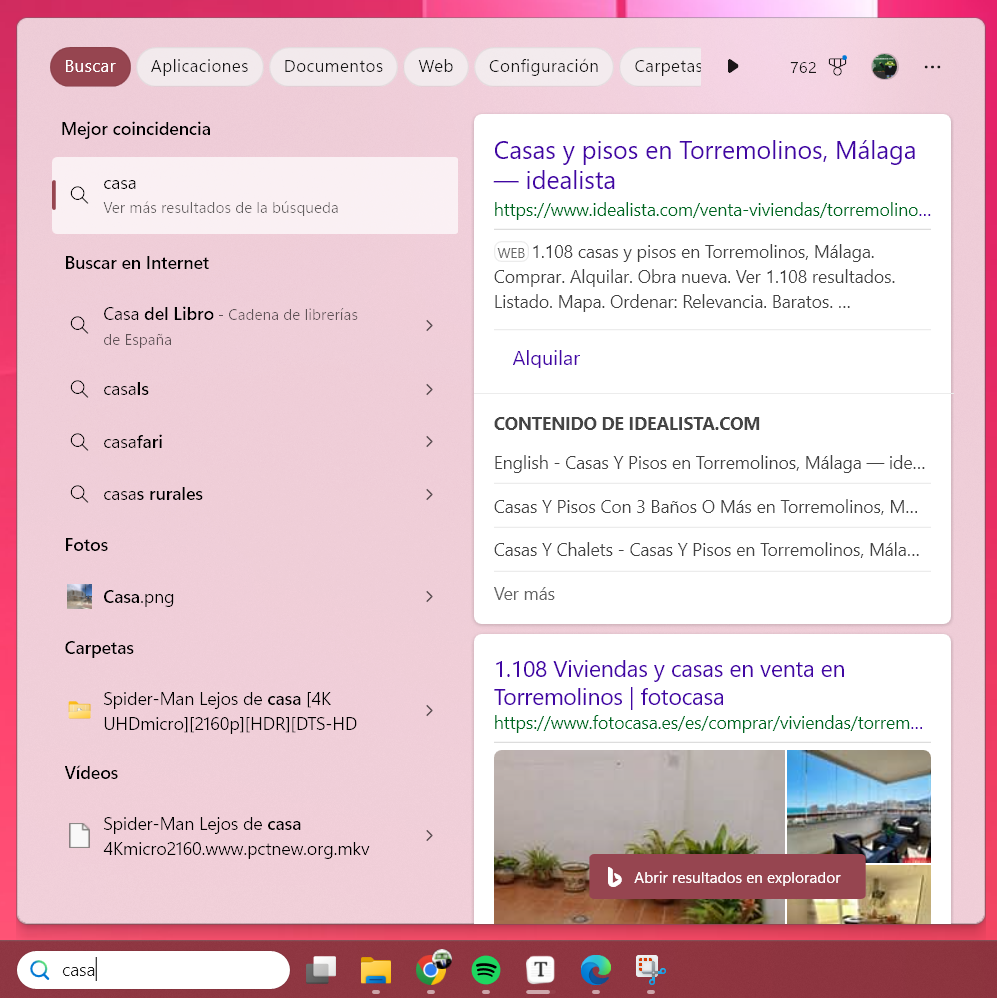 Buscar
Aplicaciones
Documentos
Web
Configuración
Carpetas
762
Mejor coincidencia
casa
Ver más resultados de la búsqueda
Buscar en Internet
Casa del Libro - Cadena de librerías
de España
casals
casafari
casas rurales
Fotos
Casa.png
Carpetas
Spider-Man Lejos de casa [4K
UHDmicro][2160p][HDR][DTS-HD
Vídeos
Spider-Man Lejos de casa
4Kmicro2160.www.pctnew.org.mkv
Casas y pisos en Torremolinos, Málaga
— idealista
https://www.idealista.com/venta-viviendas/torremolino...
WEB 1.108 casas y pisos en Torremolinos, Málaga.
Comprar. Alquilar. Obra nueva. Ver 1.108 resultados.
Listado. Mapa. Ordenar: Relevancia. Baratos. ...
Alquilar
CONTENIDO DE IDEALISTA.COM
English - Casas Y Pisos en Torremolinos, Málaga — ide...
Casas Y Pisos Con 3 Baños O Más en Torremolinos, M...
Casas Y Chalets - Casas Y Pisos en Torremolinos, Mála...
Ver más
1.108 Viviendas y casas en venta en
Torremolinos | fotocasa
https://www.fotocasa.es/es/comprar/viviendas/torrem...
Abrir resultados en explorador
casa
T